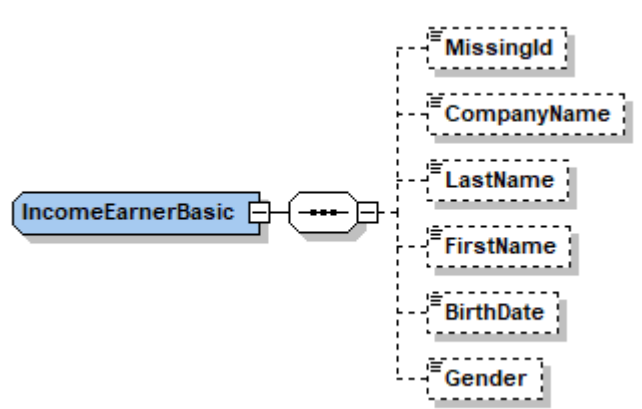 MissingId
CompanyName
LastName
IncomeEarnerBasic
FirstName
BirthDate
Gender